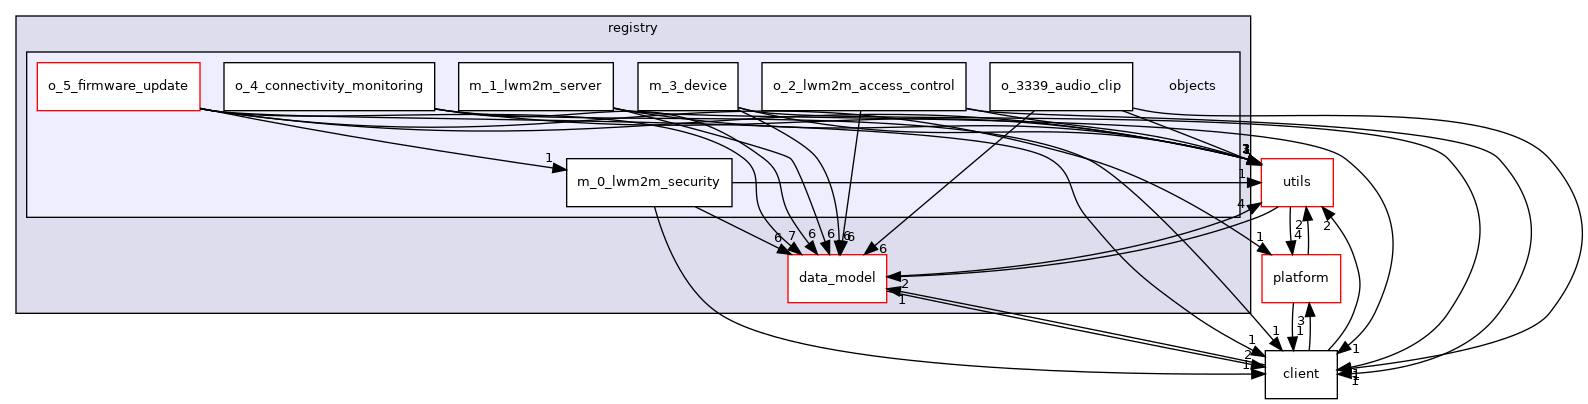 registry
o_5_firmware_update
o_4_connectivity_monitoring
m_1_lwm2m_server
m_3_device
o_2_lwm2m_access_control
o_3339_audio_clip
objects
1
m_0_lwm2m_security
1
utils
4
2
2
4
6
7
6
6
6
6
1
data_model
platform
2
1
3
1
1
1
1
2
1
client
1
1